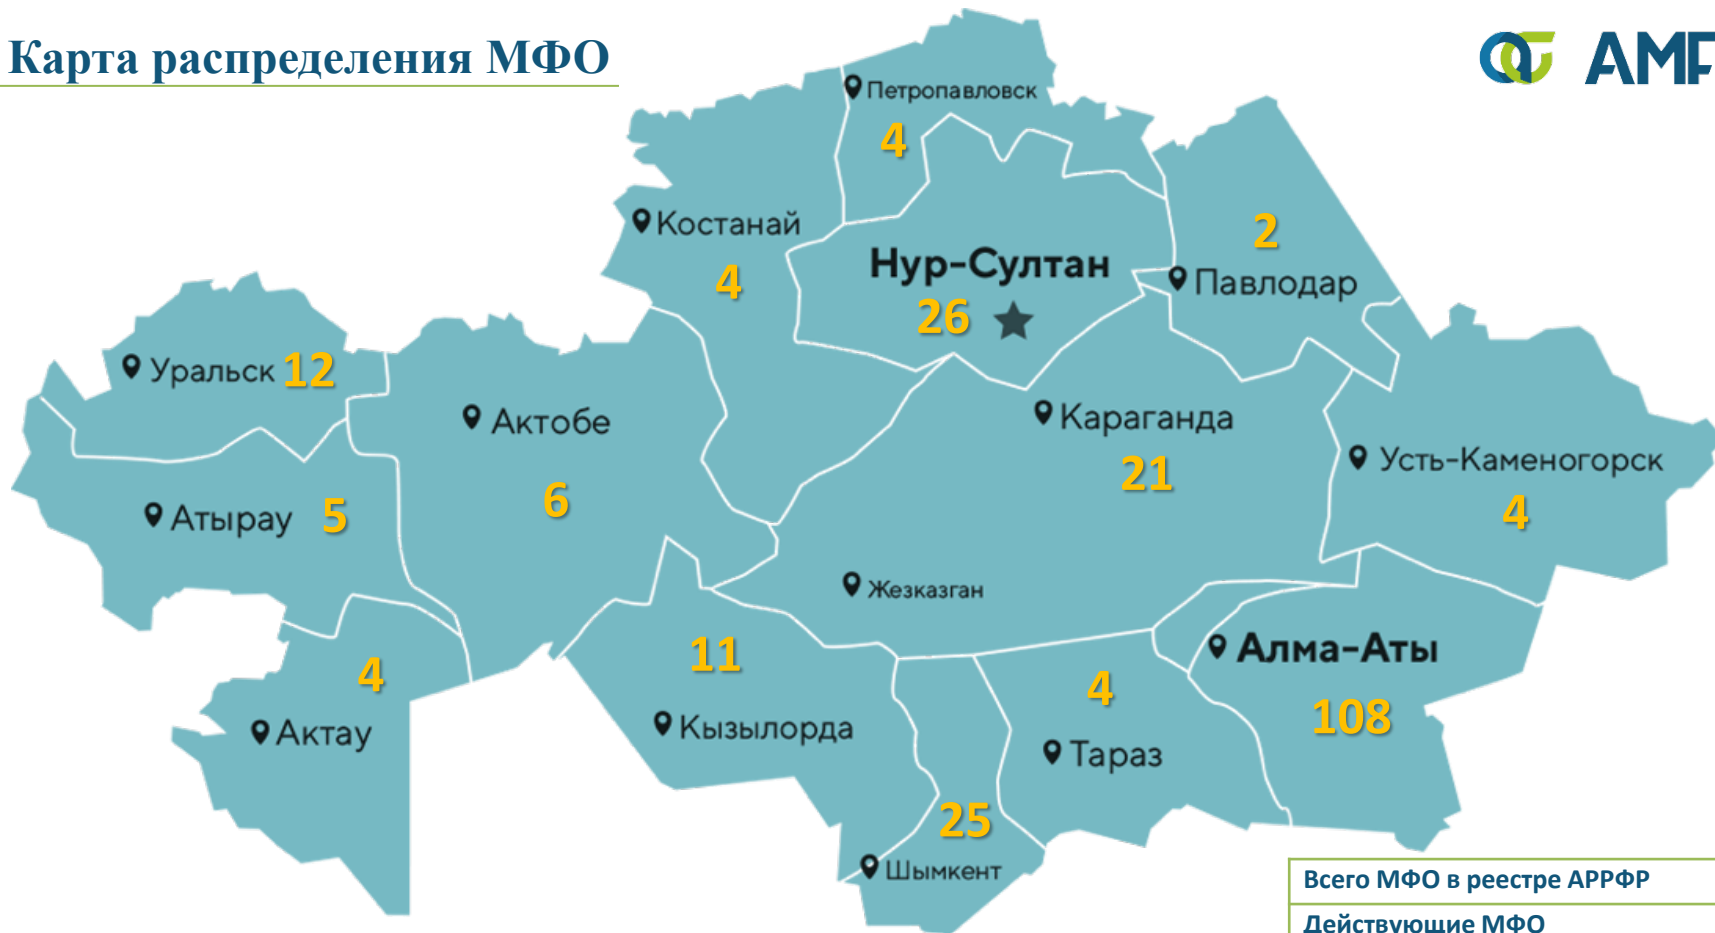 Карта распределения МФО
AMF
Петропавловск
4
Костанай
4
Нур-Султан
26
2
Павлодар
Уральск 12
Актобе
6
Караганда
21
Усть-Каменогорск
4
Атырау 5
Жезказган
11
Кызылорда
4
Актау
4
Тараз
Алма-Аты
108
25
Шымкент
Всего МФО в реестре АРРФР
Действующие МФО